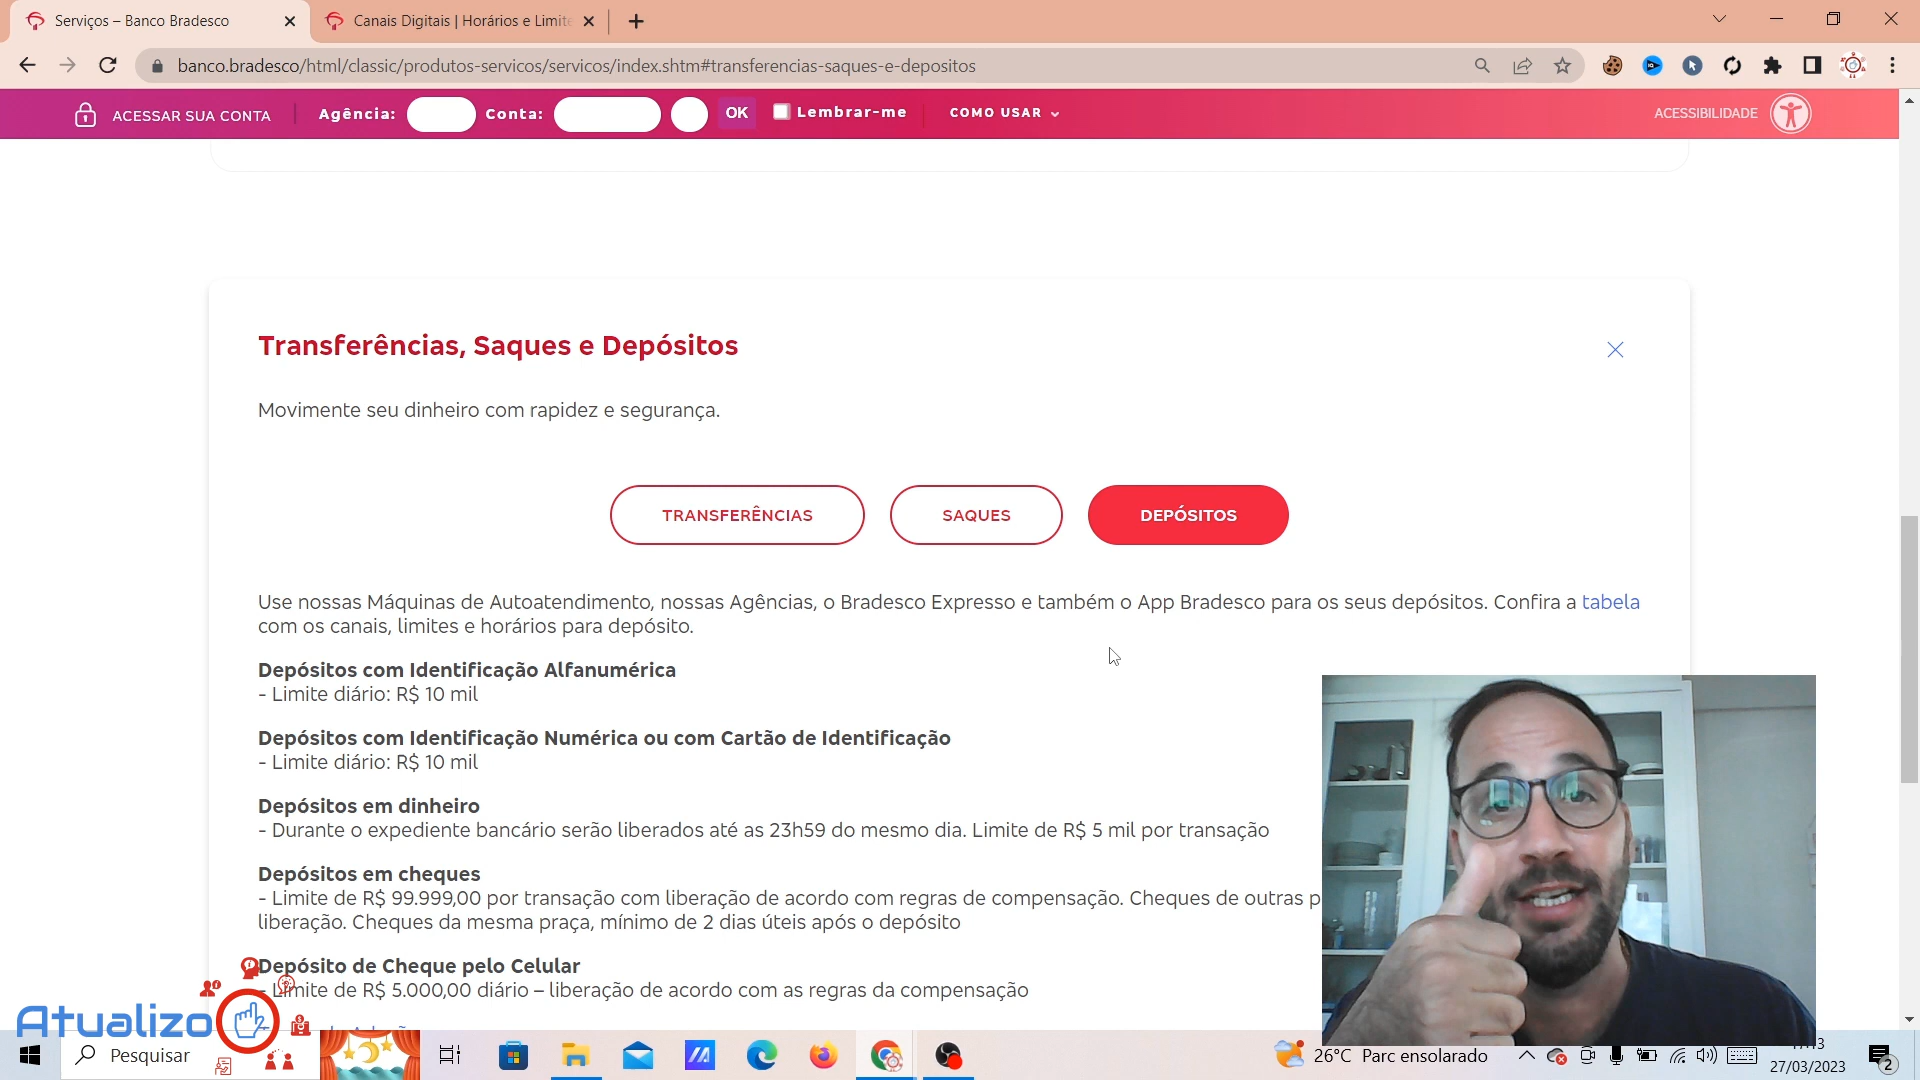 Serviços – Banco Bradesco
Canais Digitais | Horários e Limite
banco.bradesco/html/classic/produtos-servicos/servicos/index.shtm#transferencias-saques-e-depositos
ACESSAR SUA CONTA
Agência:
Conta:
OK
Lembrar-me
COMO USAR
ACESSIBILIDADE
Transferências, Saques e Depósitos
Movimente seu dinheiro com rapidez e segurança.
TRANSFERÊNCIAS
SAQUES
DEPÓSITOS
Use nossas Máquinas de Autoatendimento, nossas Agências, o Bradesco Expresso e também o App Bradesco para os seus depósitos. Confira a tabela
com os canais, limites e horários para depósito.
Depósitos com Identificação Alfanumérica
- Limite diário: R$ 10 mil
Depósitos com Identificação Numérica ou com Cartão de Identificação
- Limite diário: R$ 10 mil
Depósitos em dinheiro
- Durante o expediente bancário serão liberados até as 23h59 do mesmo dia. Limite de R$ 5 mil por transação
Depósitos em cheques
- Limite de R$ 99.999,00 por transação com liberação de acordo com regras de compensação. Cheques de outras p
liberação. Cheques da mesma praça, mínimo de 2 dias úteis após o depósito
Depósito de Cheque pelo Celular
- Limite de R$ 5.000,00 diário – liberação de acordo com as regras da compensação
Atualizo
Pesquisar
26°C Parc ensolarado
27/03/2023
2